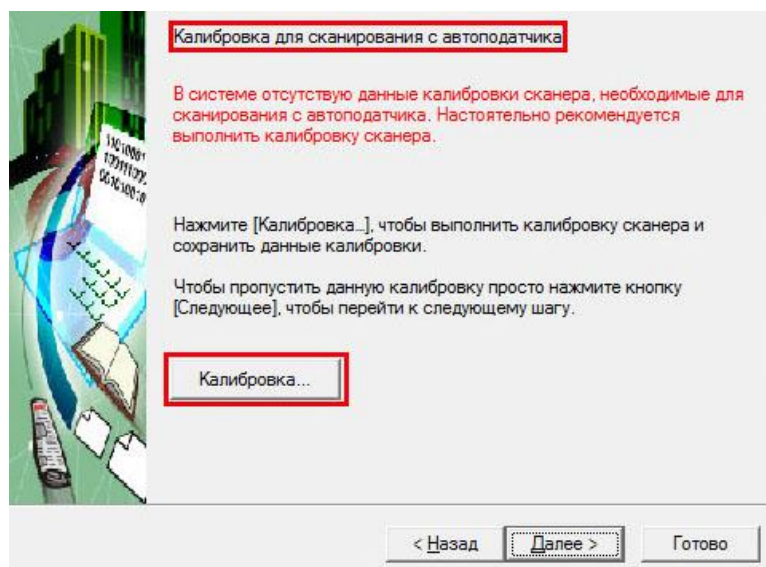 Калибровка для сканирования с автоподатчика
В системе отсутствую данные калибровки сканера, необходимые для
сканирования с автоподатчика. Настоятельно рекомендуется
выполнить калибровку сканера.
Нажмите [Калибровка...], чтобы выполнить калибровку сканера и
сохранить данные калибровки.
Чтобы пропустить данную калибровку просто нажмите кнопку
[Следующее], чтобы перейти к следующему шагу.
Калибровка...
< Назад
Далее >
Готово